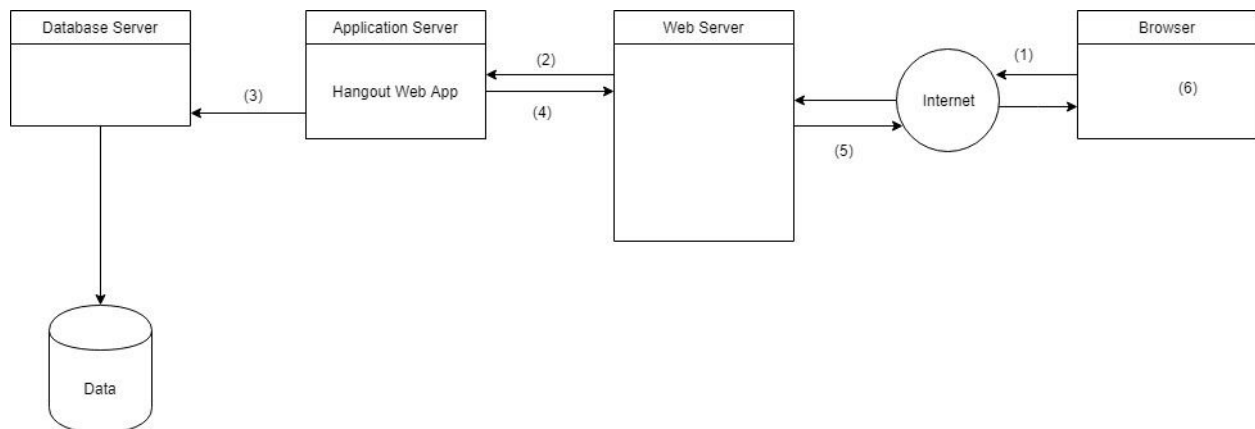 Database Server
Application Server
Web Server
Browser
(1)
(2)
Hangout Web App
(6)
(3)
(4)
Internet
(5)
Data